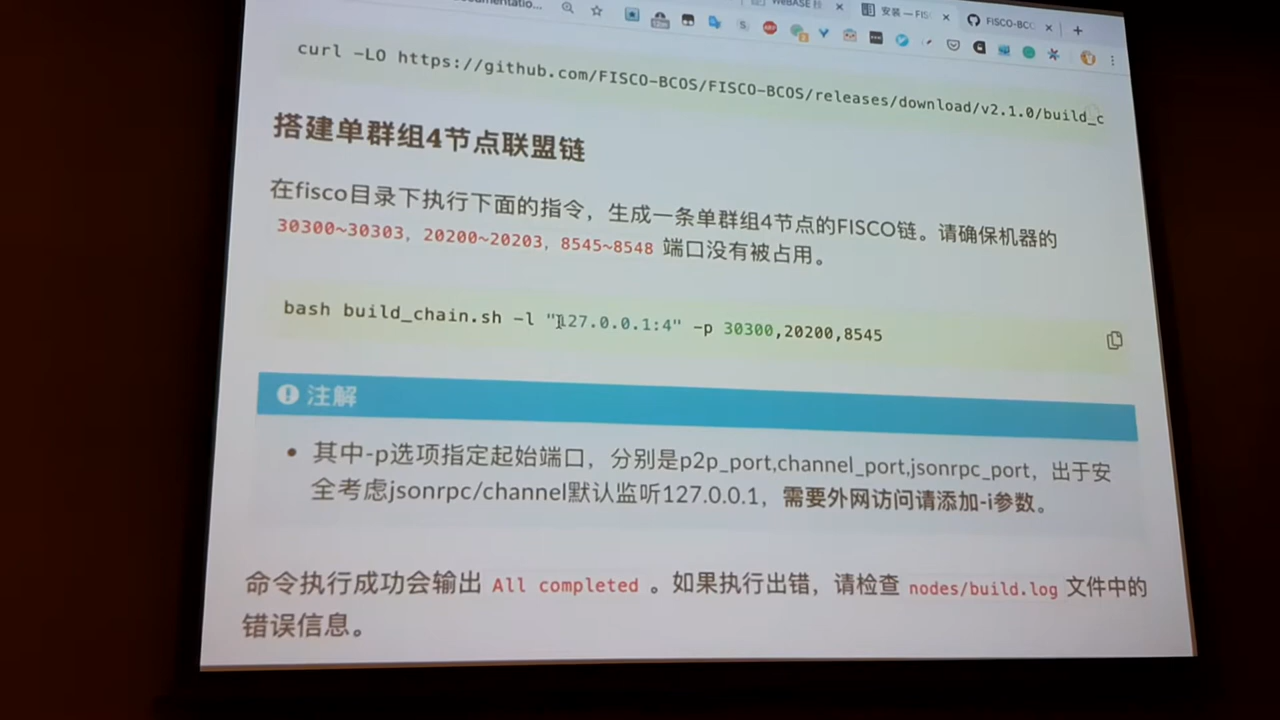 WeBASE
安装 — FIS
FISCO-BCO
curl -LO https://github.com/FISCO-BCOS/FISCO-BCOS/releases/download/v2.1.0/build_c
搭建单群组4节点联盟链
在fisco目录下执行下面的指令，生成一条单群组4节点的FISCO链。请确保机器的
30300~30303，20200~20203，8545~8548 端口没有被占用。
bash build_chain.sh -l "127.0.0.1:4" -p 30300,20200,8545
注解
其中-p选项指定起始端口，分别是p2p_port,channel_port,jsonrpc_port，出于安
全考虑jsonrpc/channel默认监听127.0.0.1，需要外网访问请添加-i参数。
命令执行成功会输出 All completed 。如果执行出错，请检查 nodes/build.log 文件中的
错误信息。